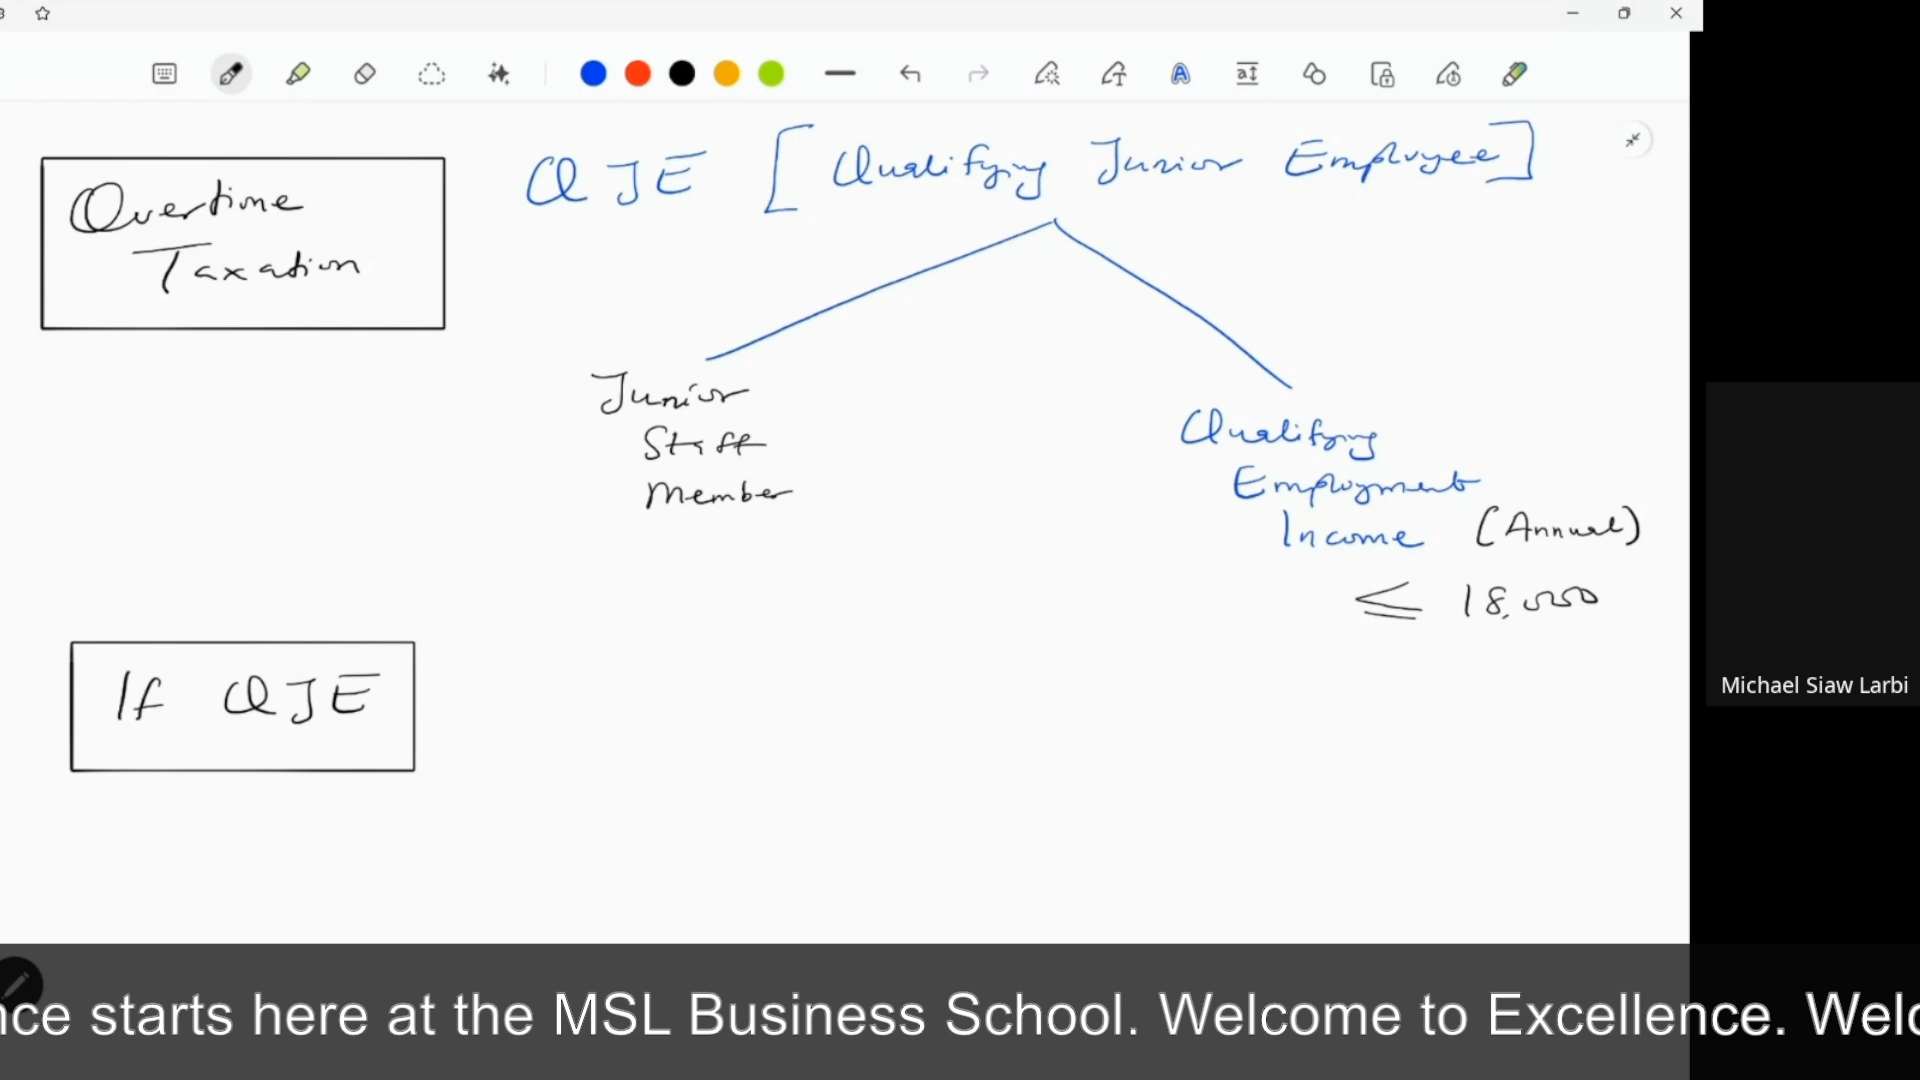 Overtime
Taxation
QJE [Qualifying Junior Employee]
Junior
Staff
Member
Qualifying
Employment
Income (Annual)
≤ 18,000
If QJE
Michael Siaw Larbi
nce starts here at the MSL Business School. Welcome to Excellence. Welc